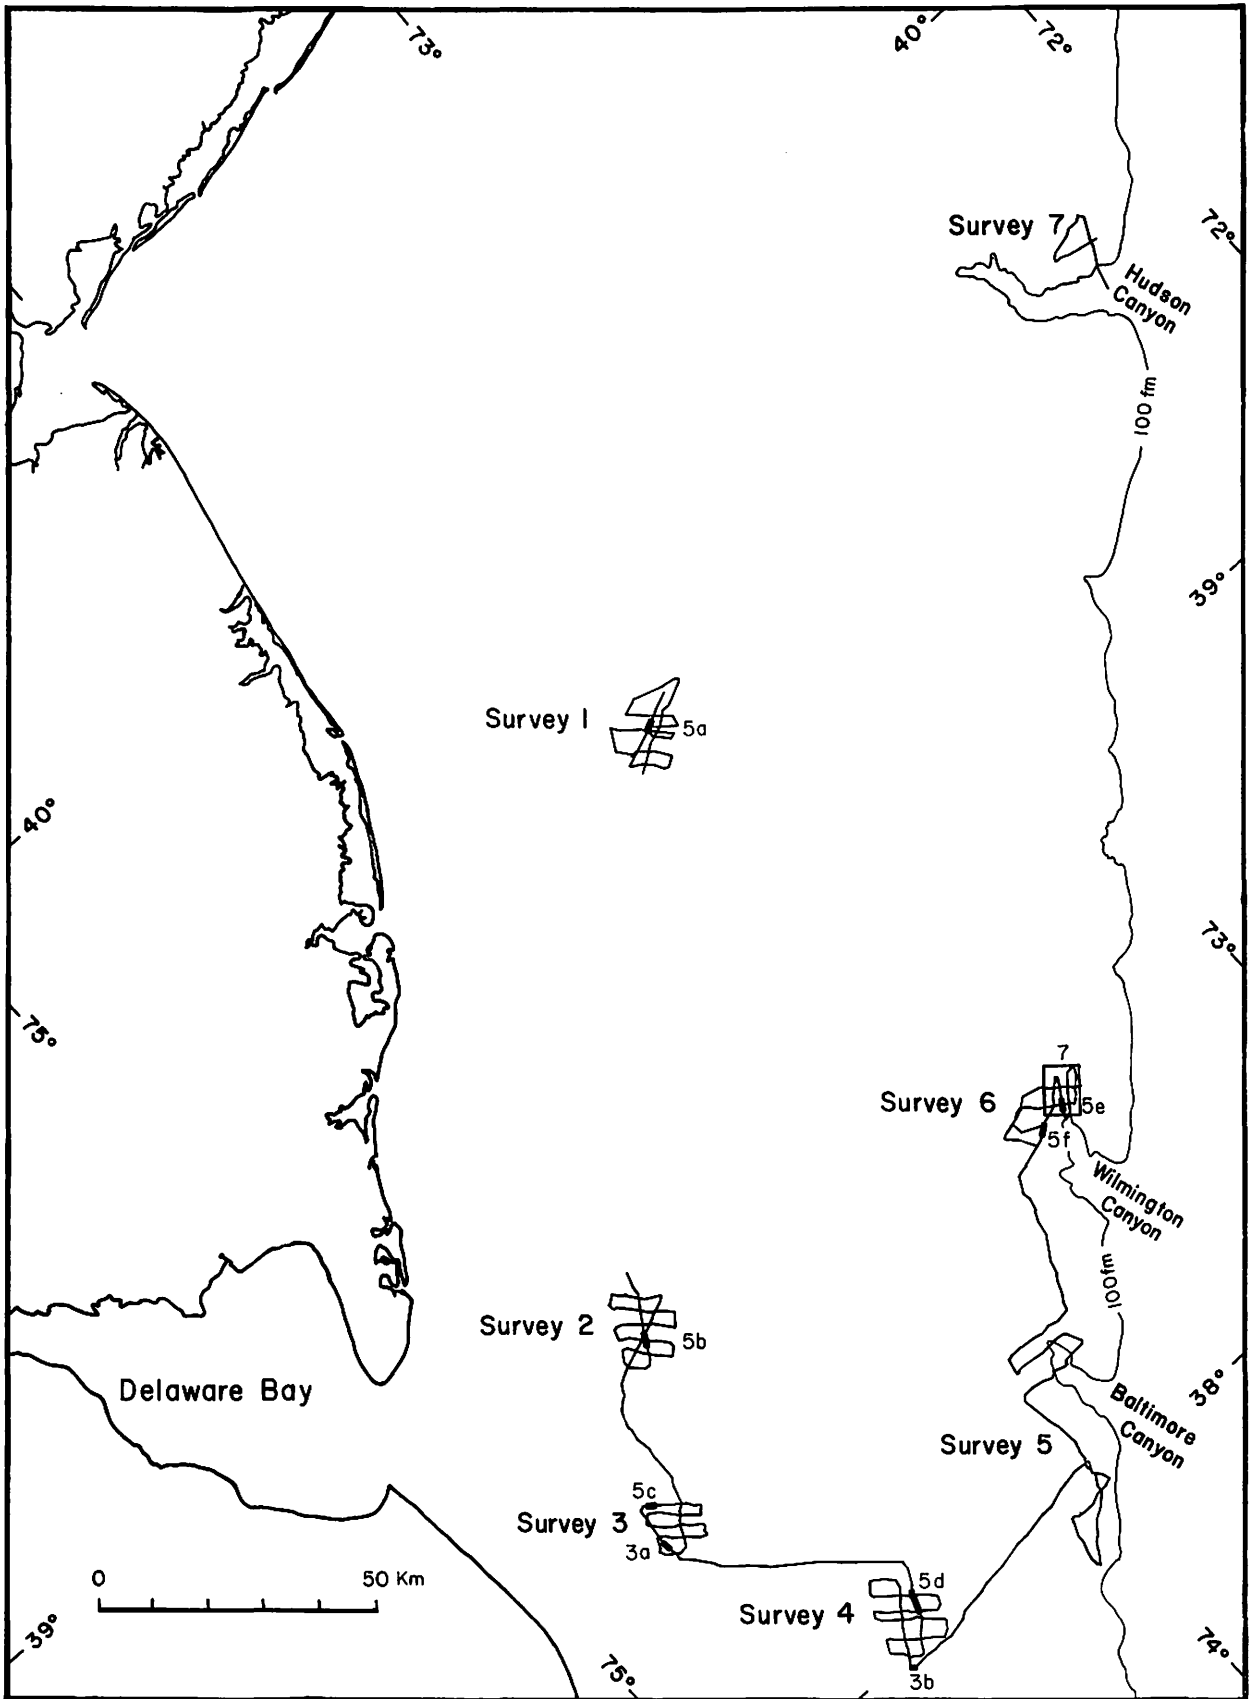 73°
40°
72°
Survey 7
72°
Hudson
Canyon
100 fm
39°
Survey 1
5a
40°
73°
75°
7
Survey 6
5e
5f
Wilmington
Canyon
100fm
Survey 2
5b
38°
Delaware Bay
Baltimore
Canyon
Survey 5
5c
Survey 3
3a
0 50 Km
5d
Survey 4
39°
75°
3b
74°